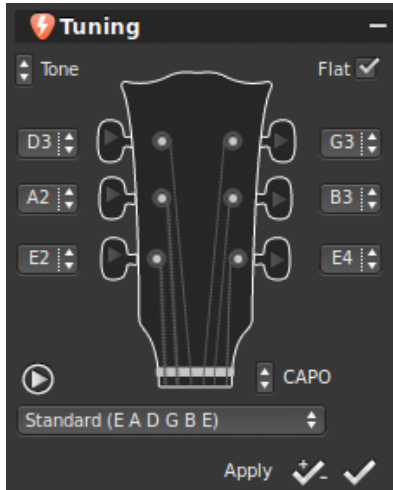 Tuning
Tone Flat
D3 G3
A2 B3
E2 E4
CAPO
Standard (E A D G B E)
Apply